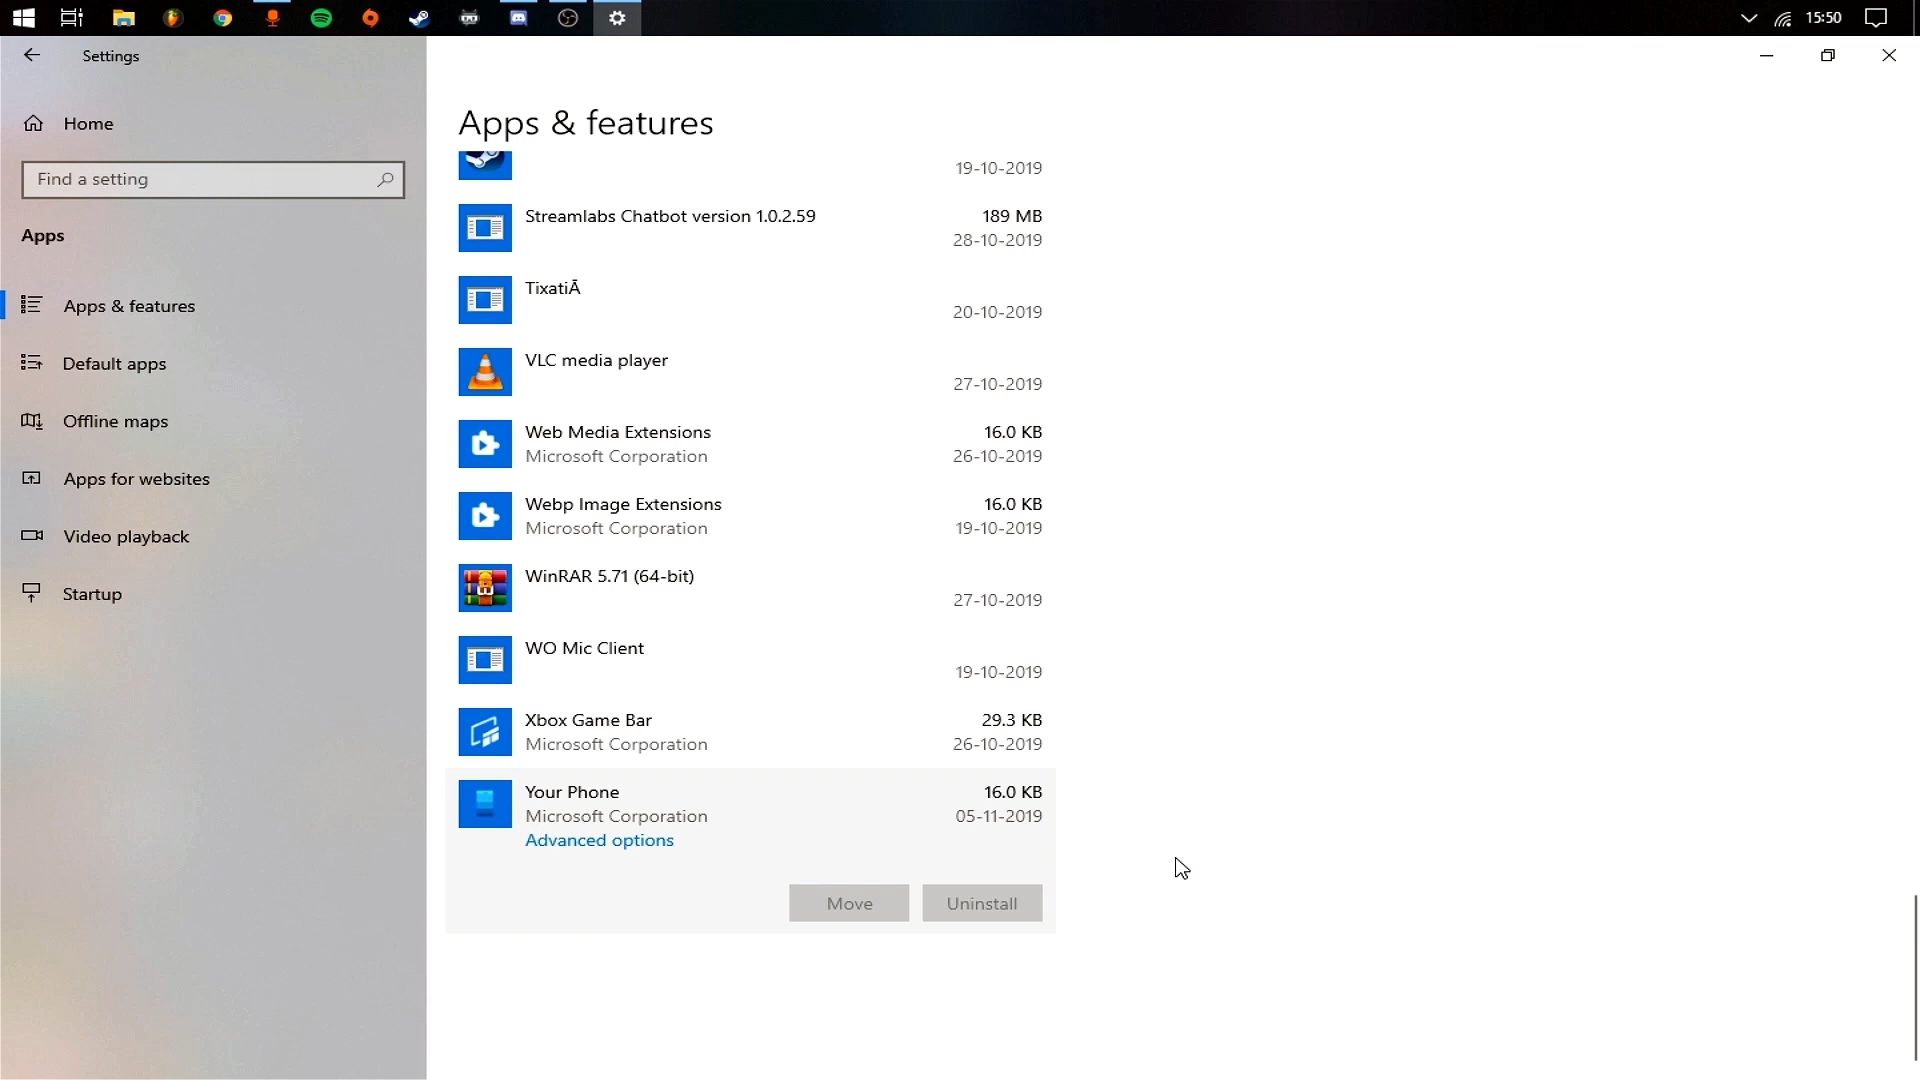 15:50
Settings
Home
Find a setting
Apps
Apps & features
Default apps
Offline maps
Apps for websites
Video playback
Startup
Apps & features
19-10-2019
Streamlabs Chatbot version 1.0.2.59
189 MB
28-10-2019
TixatiĀ
20-10-2019
VLC media player
27-10-2019
Web Media Extensions
16.0 KB
Microsoft Corporation
26-10-2019
Webp Image Extensions
16.0 KB
Microsoft Corporation
19-10-2019
WinRAR 5.71 (64-bit)
27-10-2019
WO Mic Client
19-10-2019
Xbox Game Bar
29.3 KB
Microsoft Corporation
26-10-2019
Your Phone
16.0 KB
Microsoft Corporation
05-11-2019
Advanced options
Move
Uninstall